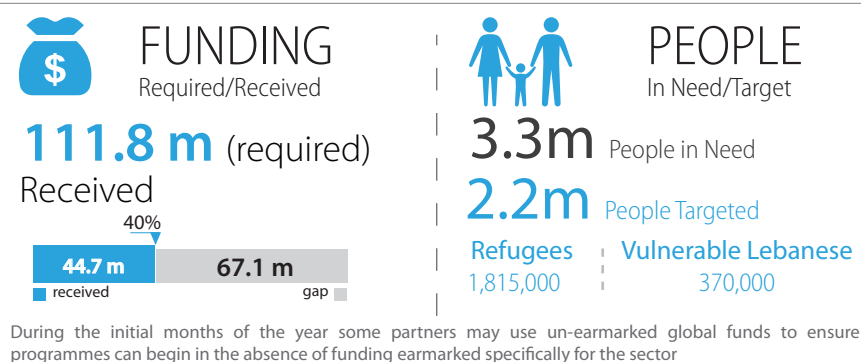 $
FUNDING
Required/Received
111.8 m (required)
Received
40%
44.7 m
67.1 m
received
gap
PEOPLE
In Need/Target
3.3m People in Need
2.2m People Targeted
Refugees
1,815,000
Vulnerable Lebanese
370,000
During the initial months of the year some partners may use un-earmarked global funds to ensure
programmes can begin in the absence of funding earmarked specifically for the sector